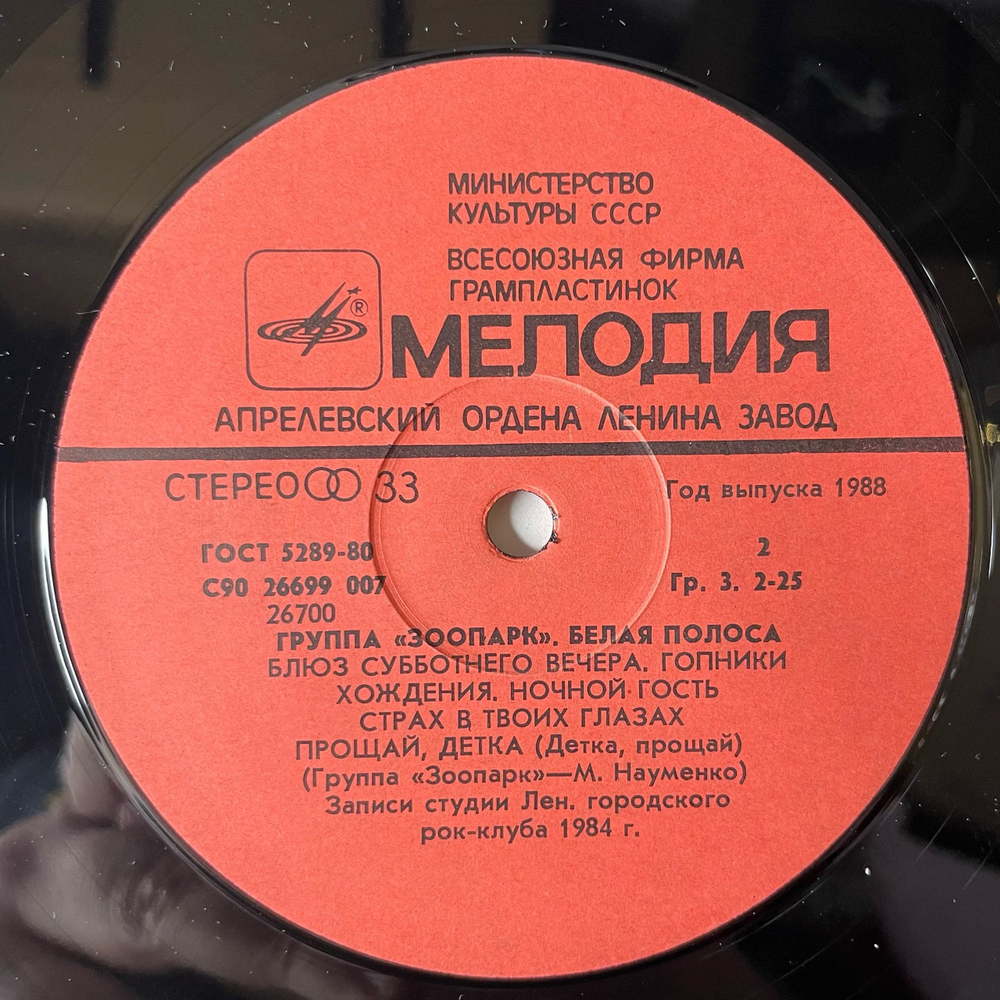 МИНИСТЕРСТВО
КУЛЬТУРЫ СССР
ВСЕСОЮЗНАЯ ФИРМА
ГРАМПЛАСТИНОК
®
МЕЛОДИЯ
АПРЕЛЕВСКИЙ ОРДЕНА ЛЕНИНА ЗАВОД
СТЕРЕО 33 Год выпуска 1988
ГОСТ 5289-80 2
С90 26699 007 Гр. 3. 2-25
26700
ГРУППА «ЗООПАРК». БЕЛАЯ ПОЛОСА
БЛЮЗ СУББОТНЕГО ВЕЧЕРА. ГОПНИКИ
ХОЖДЕНИЯ. НОЧНОЙ ГОСТЬ
СТРАХ В ТВОИХ ГЛАЗАХ
ПРОЩАЙ, ДЕТКА (Детка, прощай)
(Группа «Зоопарк»—М. Науменко)
Записи студии Лен. городского
рок-клуба 1984 г.